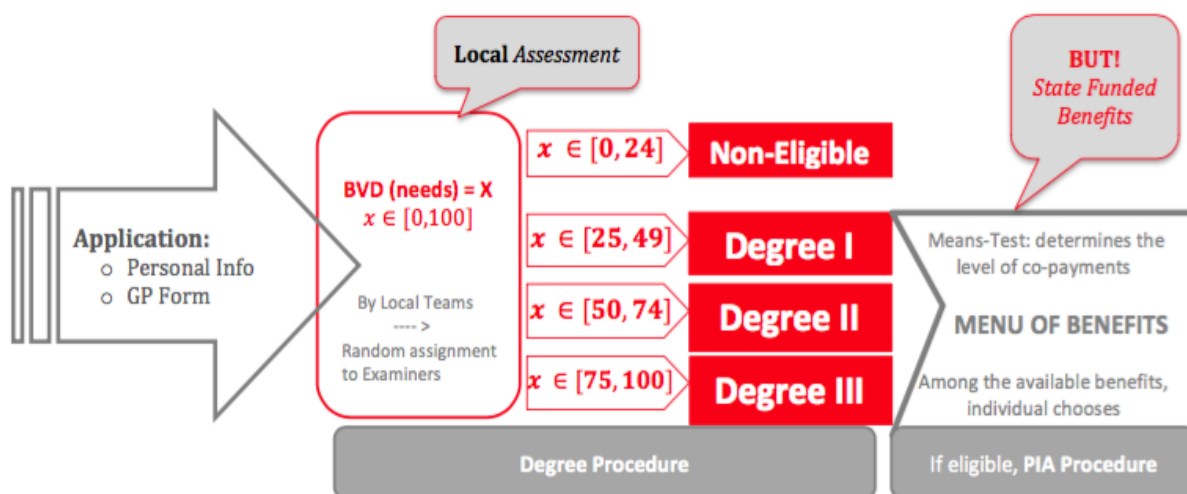 Local Assessment
BUT!
State Funded
Benefits
Application:
o Personal Info
o GP Form
BVD (needs) = X
x ∈ [0,100]
By Local Teams
---- >
Random assignment
to Examiners
x ∈ [0, 24]
Non-Eligible
x ∈ [25, 49]
Degree I
x ∈ [50, 74]
Degree II
x ∈ [75, 100]
Degree III
Means-Test: determines the
level of co-payments
MENU OF BENEFITS
Among the available benefits,
individual chooses
Degree Procedure
If eligible, PIA Procedure